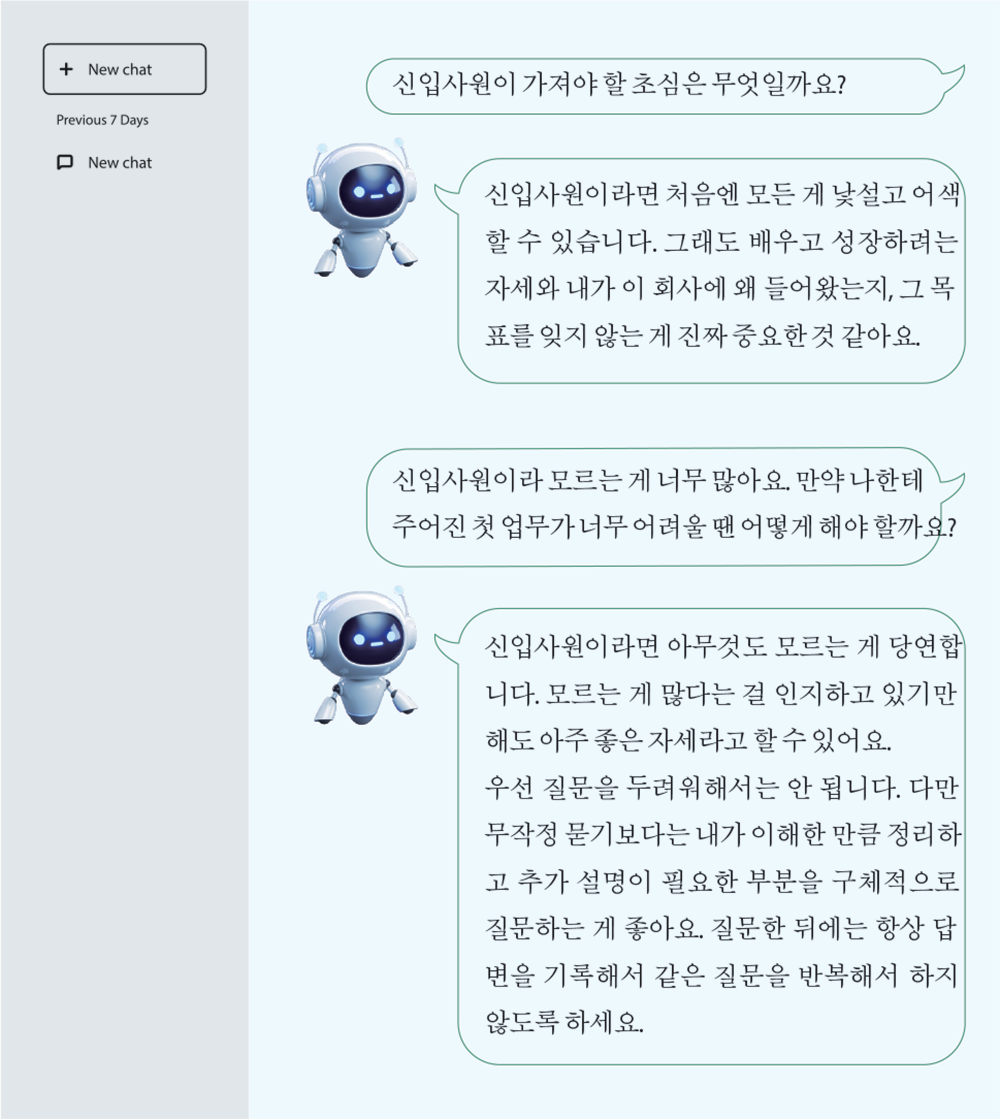 New chat
Previous 7 Days
New chat
신입사원이 가져야 할 초심은 무엇일까요?
신입사원이라면 처음엔 모든 게 낯설고 어색
할 수 있습니다. 그래도 배우고 성장하려는
자세와 내가 이 회사에 왜 들어왔는지, 그 목
표를 잊지 않는 게 진짜 중요한 것 같아요.
신입사원이라 모르는 게 너무 많아요. 만약 나한테
주어진 첫 업무가 너무 어려울 땐 어떻게 해야 할까요?
신입사원이라면 아무것도 모르는 게 당연합
니다. 모르는 게 많다는 걸 인지하고 있기만
해도 아주 좋은 자세라고 할 수 있어요.
우선 질문을 두려워해서는 안 됩니다. 다만
무작정 묻기보다는 내가 이해한 만큼 정리하
고 추가 설명이 필요한 부분을 구체적으로
질문하는 게 좋아요. 질문한 뒤에는 항상 답
변을 기록해서 같은 질문을 반복해서 하지
않도록 하세요.